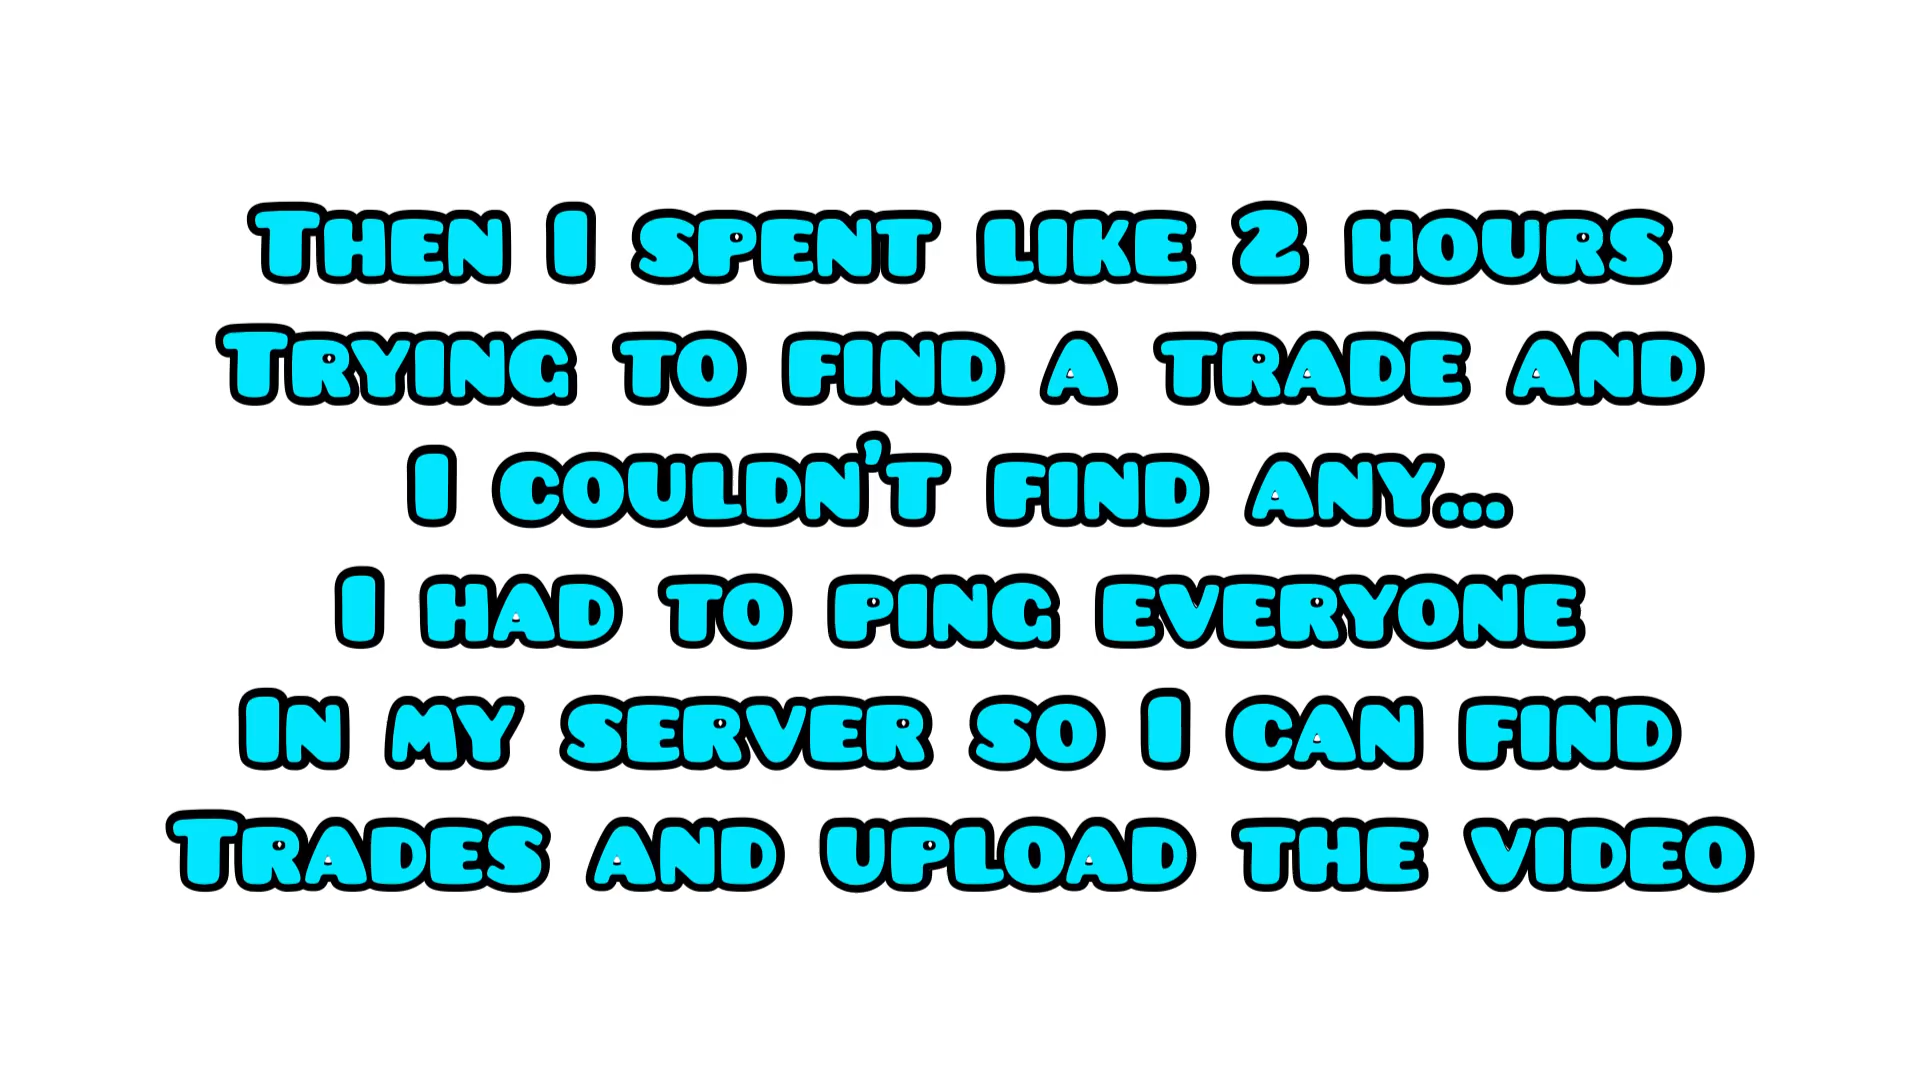 Then I spent like 2 hours
Trying to find a trade and
I couldn't find any...
I had to ping everyone
In my server so I can find
Trades and upload the video